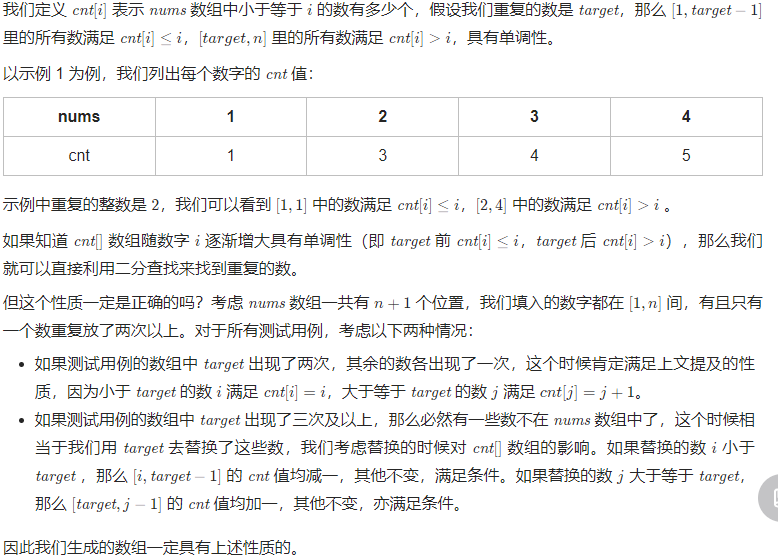 我们定义 cnt[i] 表示 nums 数组中小于等于 i 的数有多少个，假设我们重复的数是 target，那么 [1, target − 1]
里的所有数满足 cnt[i] ≤ i，[target, n] 里的所有数满足 cnt[i] > i，具有单调性。
以示例 1 为例，我们列出每个数字的 cnt 值：
nums 1 2 3 4
cnt 1 3 4 5
示例中重复的整数是 2，我们可以看到 [1, 1] 中的数满足 cnt[i] ≤ i，[2, 4] 中的数满足 cnt[i] > i 。
如果知道 cnt[] 数组随数字 i 逐渐增大具有单调性（即 target 前 cnt[i] ≤ i，target 后 cnt[i] > i），那么我们
就可以直接利用二分查找来找到重复的数。
但这个性质一定是正确的吗？考虑 nums 数组一共有 n + 1 个位置，我们填入的数字都在 [1, n] 间，有且只有
一个数重复放了两次以上。对于所有测试用例，考虑以下两种情况：
• 如果测试用例的数组中 target 出现了两次，其余的数各出现了一次，这个时候肯定满足上文提及的性
质，因为小于 target 的数 i 满足 cnt[i] = i，大于等于 target 的数 j 满足 cnt[j] = j + 1。
• 如果测试用例的数组中 target 出现了三次及以上，那么必然有一些数不在 nums 数组中了，这个时候相
当于我们用 target 去替换了这些数，我们考虑替换的时候对 cnt[] 数组的影响。如果替换的数 i 小于
target ，那么 [i, target − 1] 的 cnt 值均减一，其他不变，满足条件。如果替换的数 j 大于等于 target，
那么 [target, j − 1] 的 cnt 值均加一，其他不变，亦满足条件。
因此我们生成的数组一定具有上述性质的。